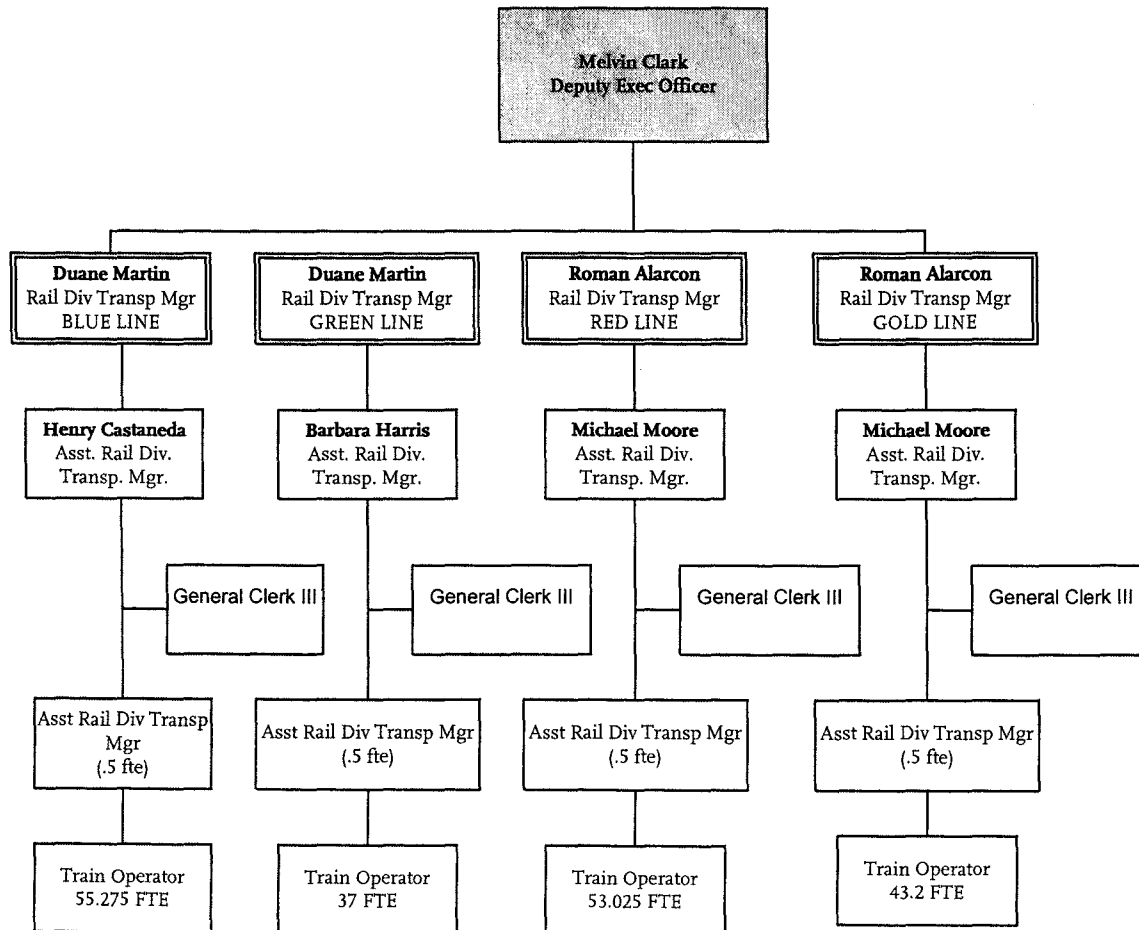 Melvin Clark
Deputy Exec Officer
Duane Martin
Rail Div Transp Mgr
BLUE LINE
Duane Martin
Rail Div Transp Mgr
GREEN LINE
Roman Alarcon
Rail Div Transp Mgr
RED LINE
Roman Alarcon
Rail Div Transp Mgr
GOLD LINE
Henry Castaneda
Asst. Rail Div.
Transp. Mgr.
Barbara Harris
Asst. Rail Div.
Transp. Mgr.
Michael Moore
Asst. Rail Div.
Transp. Mgr.
Michael Moore
Asst. Rail Div.
Transp. Mgr.
General Clerk III
General Clerk III
General Clerk III
General Clerk III
Asst Rail Div Transp
Mgr
(.5 fte)
Asst Rail Div Transp Mgr
(.5 fte)
Asst Rail Div Transp Mgr
(.5 fte)
Asst Rail Div Transp Mgr
(.5 fte)
Train Operator
55.275 FTE
Train Operator
37 FTE
Train Operator
53.025 FTE
Train Operator
43.2 FTE